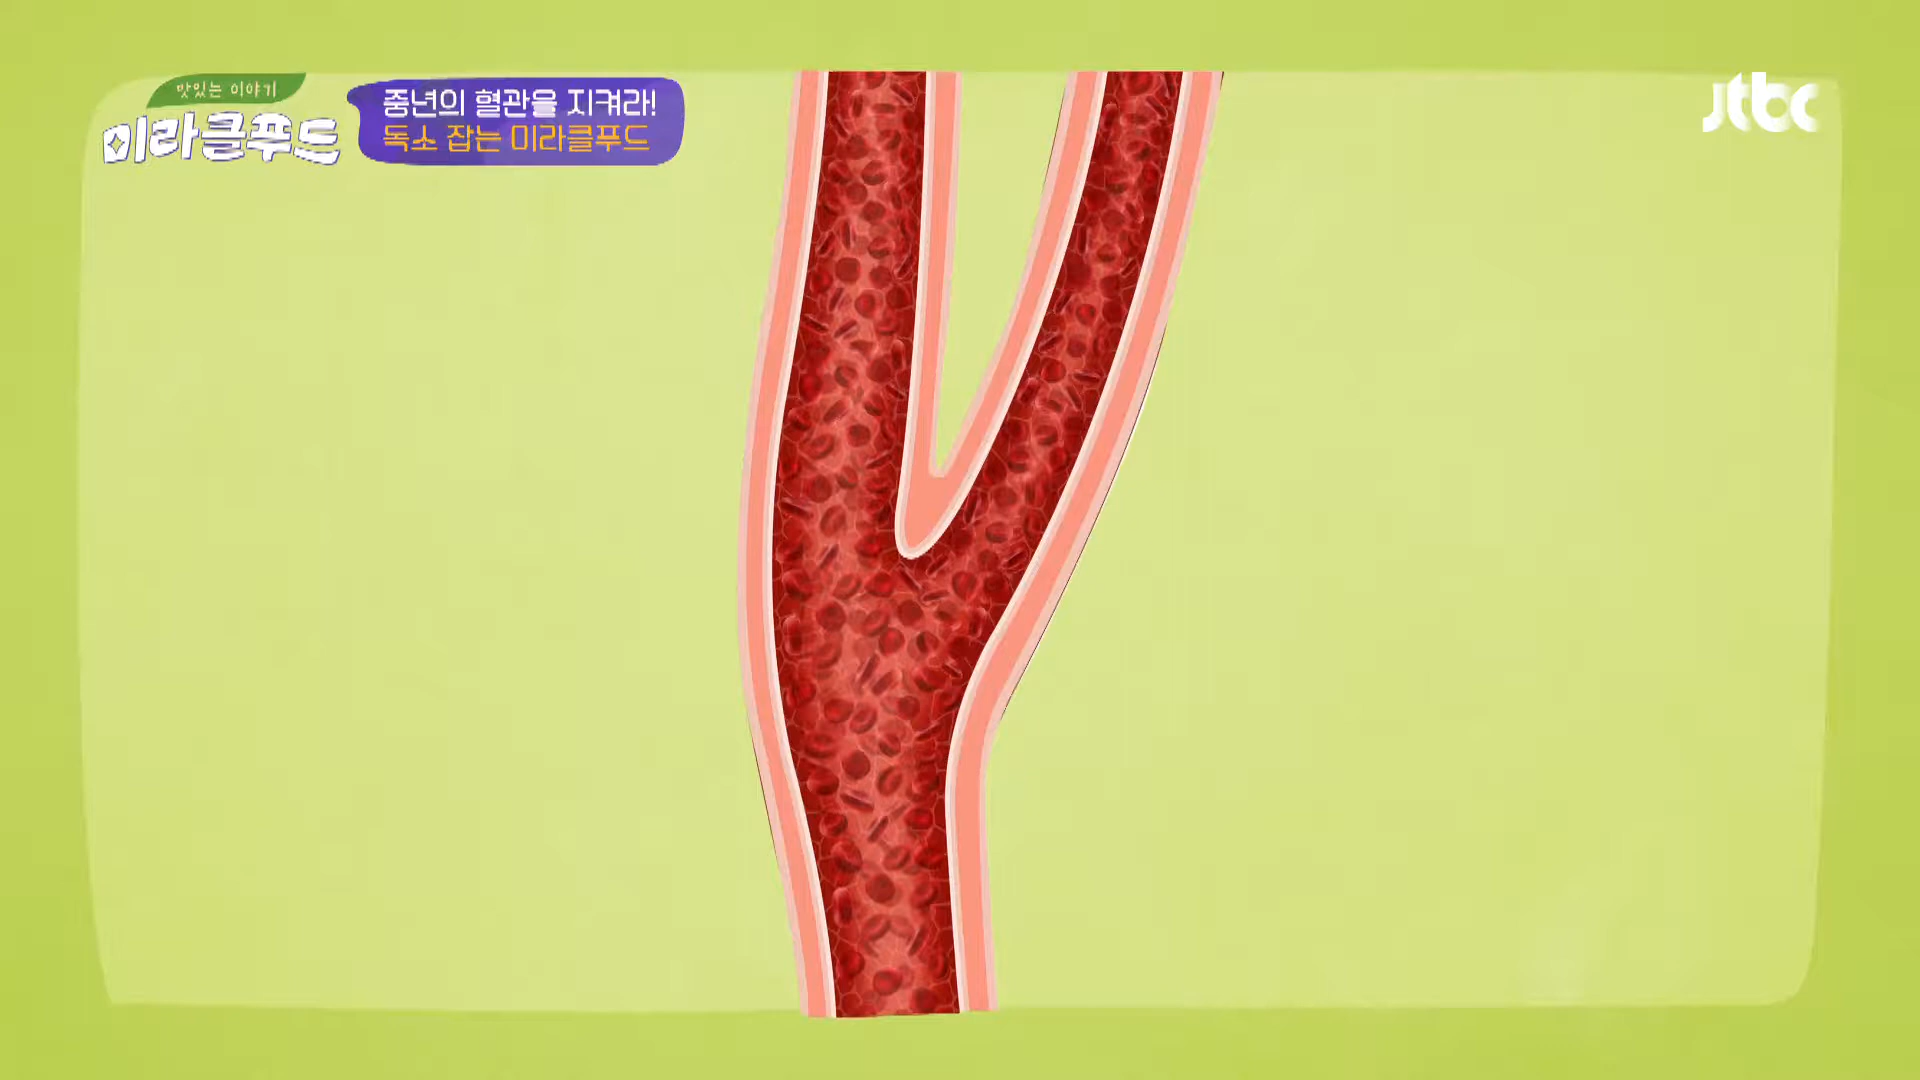 맛있는 이야기
미라클푸드
중년의 혈관을 지켜라!
독소 잡는 미라클푸드
jtbc